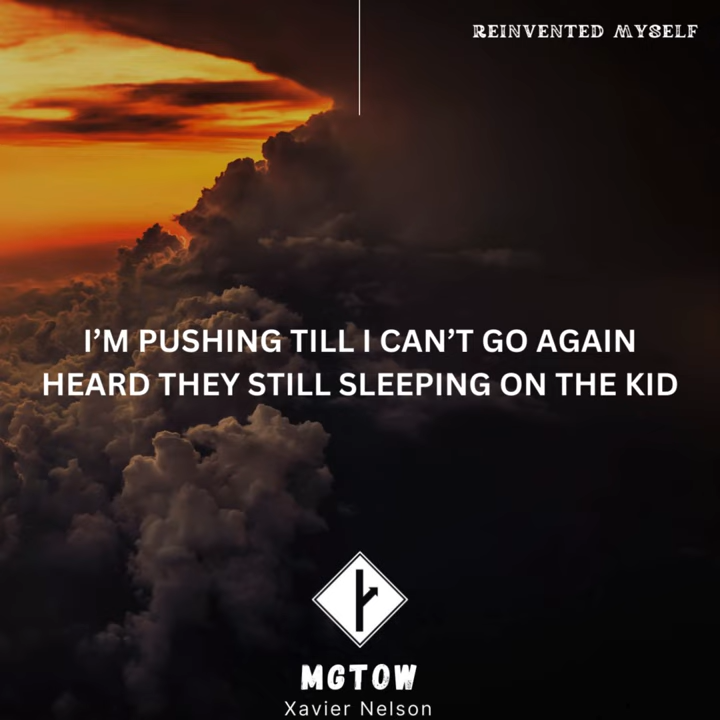 REINVENTED MYSELF
I’M PUSHING TILL I CAN’T GO AGAIN
HEARD THEY STILL SLEEPING ON THE KID
MGTOW
Xavier Nelson